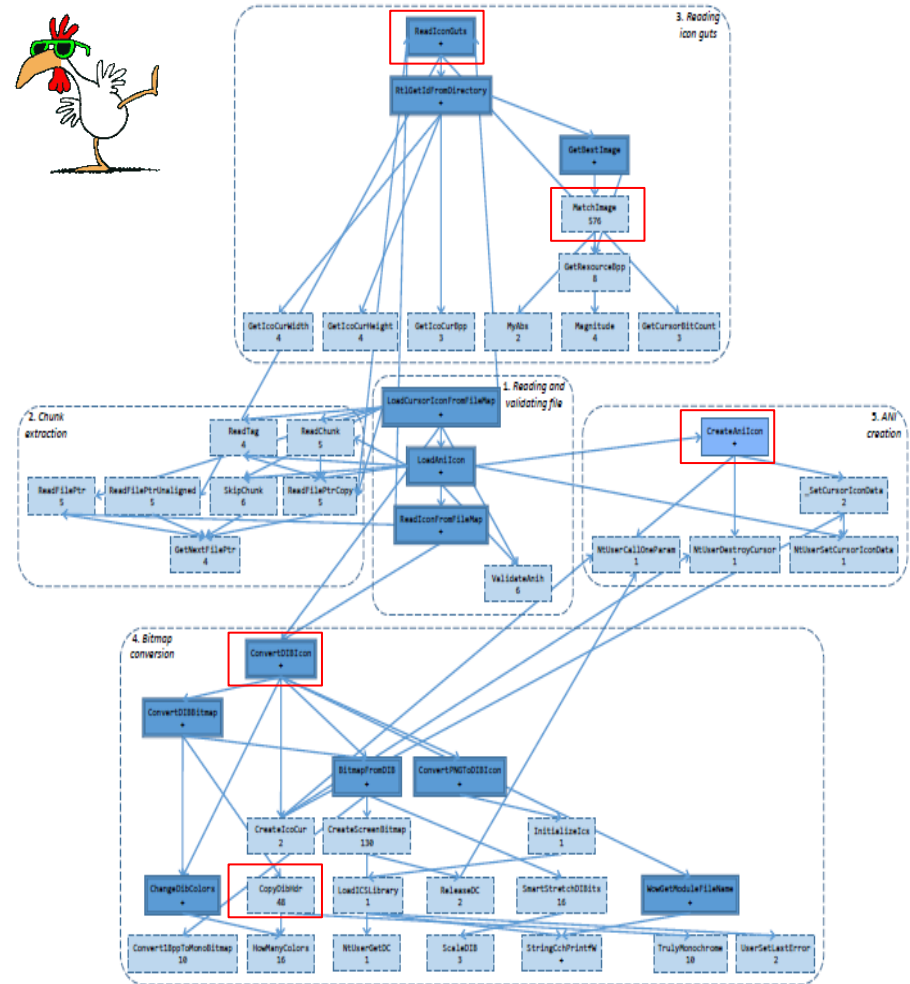 3. Reading
icon guts
ReadIconGuts
+
RtlGetIdFromDirectory
+
GetBestImage
+
MatchImage
576
GetResourceBpp
8
GetIcoCurWidth
4
GetIcoCurHeight
4
GetIcoCurBpp
3
MyAbs
2
Magnitude
4
GetCursorBitCount
3
2. Chunk
extraction
ReadTag
4
ReadChunk
5
ReadFilePtr
5
ReadFilePtrUnaligned
5
SkipChunk
6
ReadFilePtrCopy
5
GetNextFilePtr
4
1. Reading and
validating file
LoadCursorIconFromFileMap
+
LoadAniIcon
+
ReadIconFromFileMap
+
ValidateAnih
6
5. ANI
creation
CreateAniIcon
+
_SetCursorIconData
2
NtUserCallOneParam
1
NtUserDestroyCursor
1
NtUserSetCursorIconData
1
4. Bitmap
conversion
ConvertDIBIcon
+
ConvertDIBBitmap
+
BitmapFromDIB
+
ConvertPNGToDIBIcon
+
CreateIcoCur
2
CreateScreenBitmap
130
InitializeIcs
1
ChangeDibColors
+
CopyDibHdr
48
LoadICSLibrary
1
ReleaseDC
2
SmartStretchDIBits
16
WowGetModuleFileName
+
Convert1BppToMonoBitmap
10
HowManyColors
16
NtUserGetDC
1
ScaleDIB
3
StringCchPrintfW
+
TrulyMonochrome
10
UserSetLastError
2